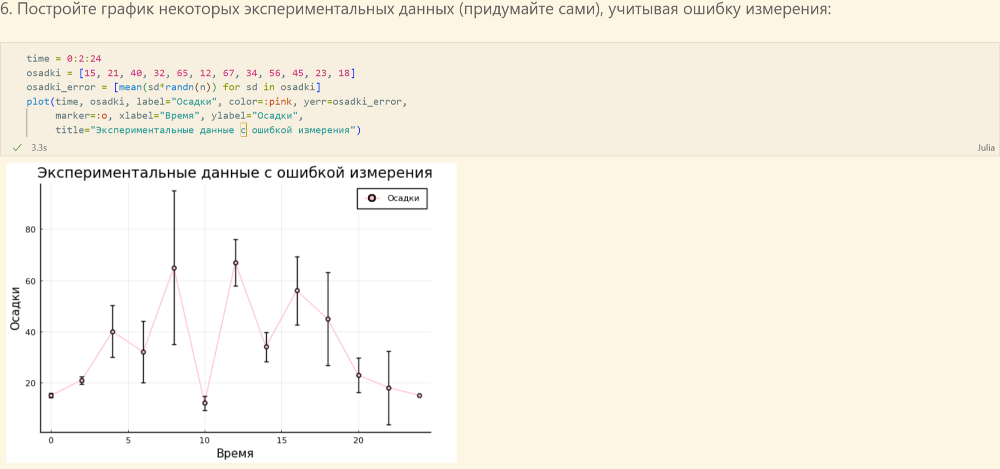 6. Постройте график некоторых экспериментальных данных (придумайте сами), учитывая ошибку измерения:
time = 0:2:24
osadki = [15, 21, 40, 32, 65, 12, 67, 34, 56, 45, 23, 18]
osadki_error = [mean(sd*randn(n)) for sd in osadki]
plot(time, osadki, label="Осадки", color=:pink, yerr=osadki_error,
marker=:o, xlabel="Время", ylabel="Осадки",
title="Экспериментальные данные с ошибкой измерения")
3.3s
Julia
Экспериментальные данные с ошибкой измерения
Осадки
80
60
40
20
Осадки
0 5 10 15 20
Время